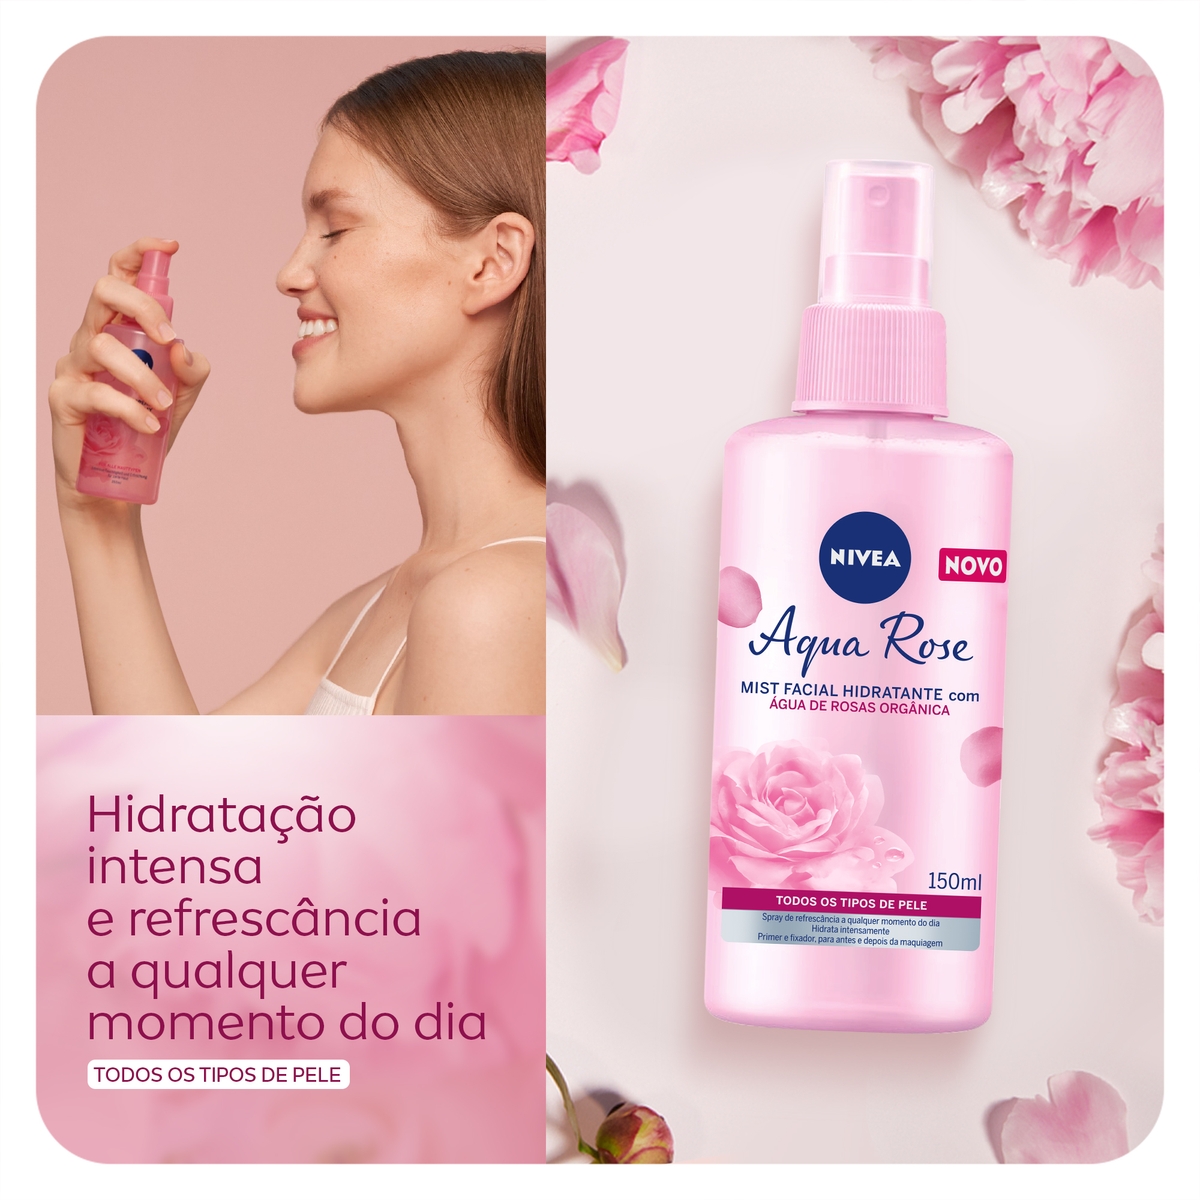 Hidratação
intensa
e refrescância
a qualquer
momento do dia
TODOS OS TIPOS DE PELE
NIVEA
NOVO
Aqua Rose
MIST FACIAL HIDRATANTE com
ÁGUA DE ROSAS ORGÂNICA
150ml
TODOS OS TIPOS DE PELE
Spray de refrescância a qualquer momento do dia
Hidrata intensamente
Primer e fixador, para antes e depois da maquiagem